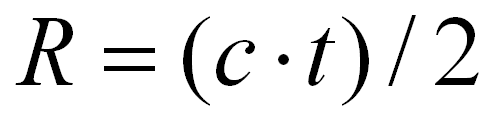 R = (c · t) / 2